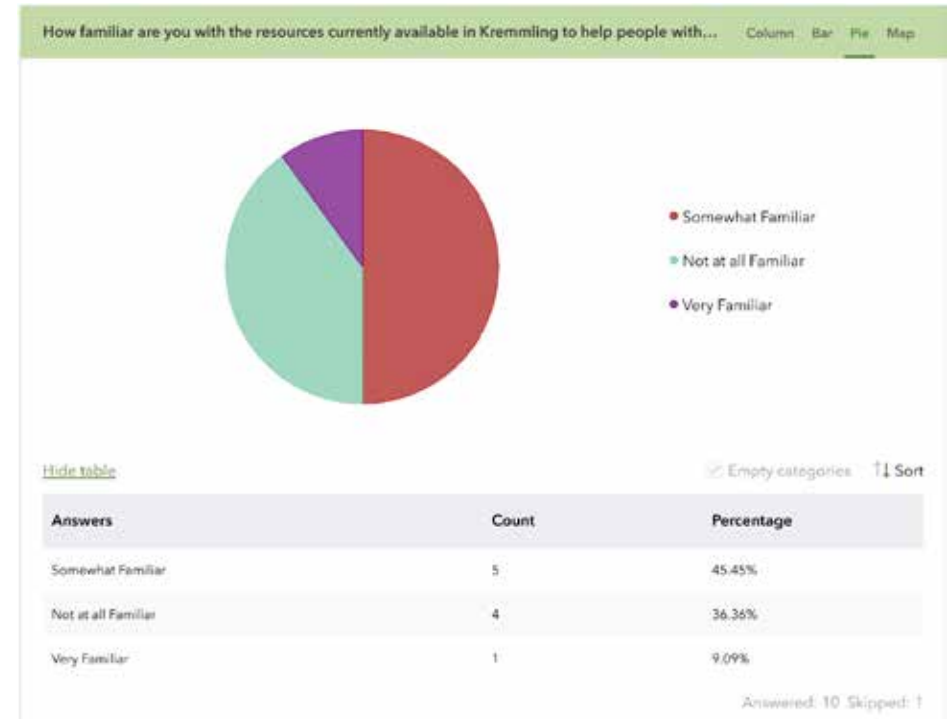 How familiar are you with the resources currently available in Kremmling to help people with... Column Bar Pie Map
Somewhat Familiar
Not at all Familiar
Very Familiar
Hide table Empty categories ↑↓ Sort
Answers Count Percentage
Somewhat Familiar 5 45.45%
Not at all Familiar 4 36.36%
Very Familiar 1 9.09%
Answered: 10 Skipped: 1